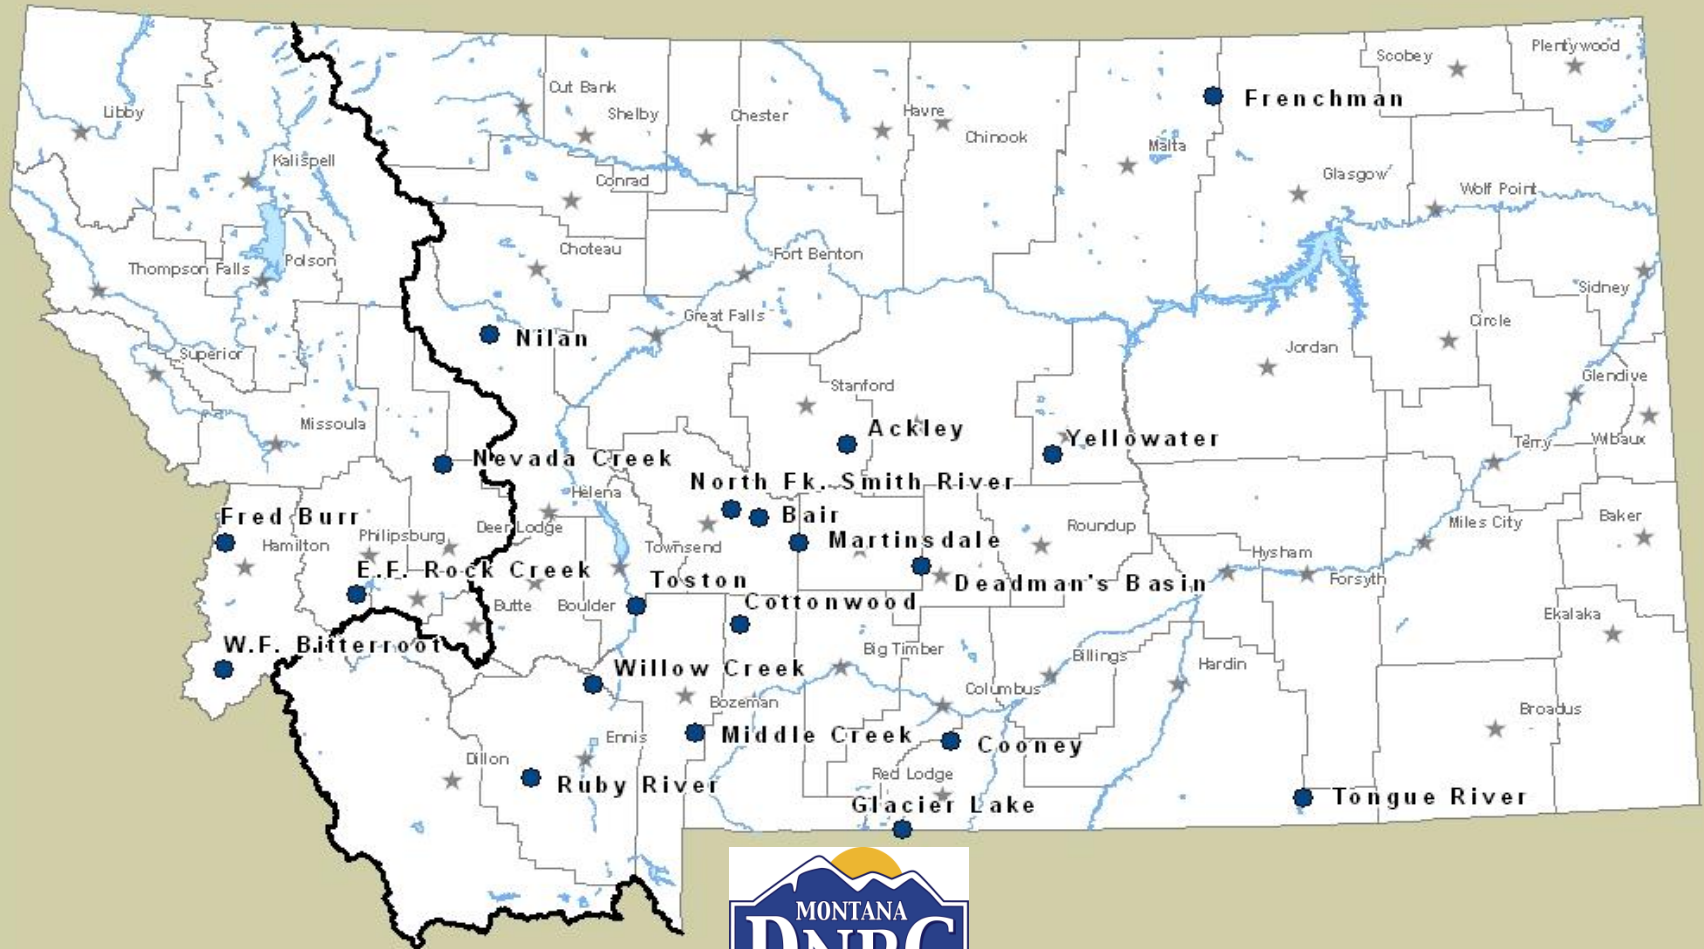 Plentywood
Scobey
Cut Bank
Frenchman
Libby
Shelby
Chester
Havre
Chinook
Malta
Kalispell
Glasgow
Conrad
Wolf Point
Choteau
Fort Benton
Polson
Thompson Falls
Sidney
Great Falls
Circle
Nilan
Jordan
Superior
Glendive
Stanford
Missoula
Ackley
Yellowater
Terry
Wibaux
Nevada Creek
North Fk. Smith River
Helena
Fred Burr
Bair
Baker
Miles City
Deer Lodge
Roundup
Philipsburg
Hamilton
Townsend
Martinsdale
Hysham
E.F. Rock Creek
Toston
Deadman's Basin
Forsyth
Butte
Boulder
Cottonwood
Ekalaka
W.F. Bitterroot
Big Timber
Billings
Willow Creek
Hardin
Columbus
Bozeman
Broadus
Ennis
Middle Creek
Cooney
Dillon
Ruby River
Red Lodge
Glacier Lake
Tongue River
MONTANA
DNRC